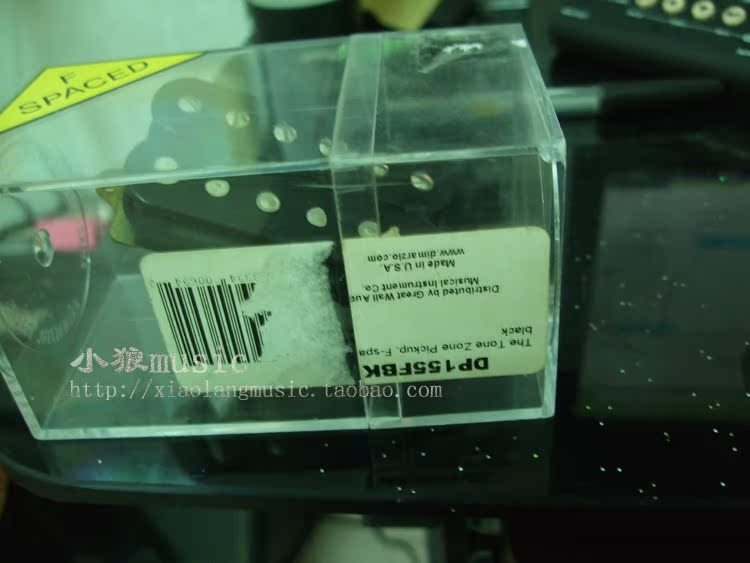 F
SPACED
DP155FBK
The Tone Zone Pickup. F-spa
black
Distributed by Great Wall Aud
Musical Instrument Co.
Made in U.S.A.
www.dimarzio.com
小狼music
http://xiaolangmusic.taobao.com